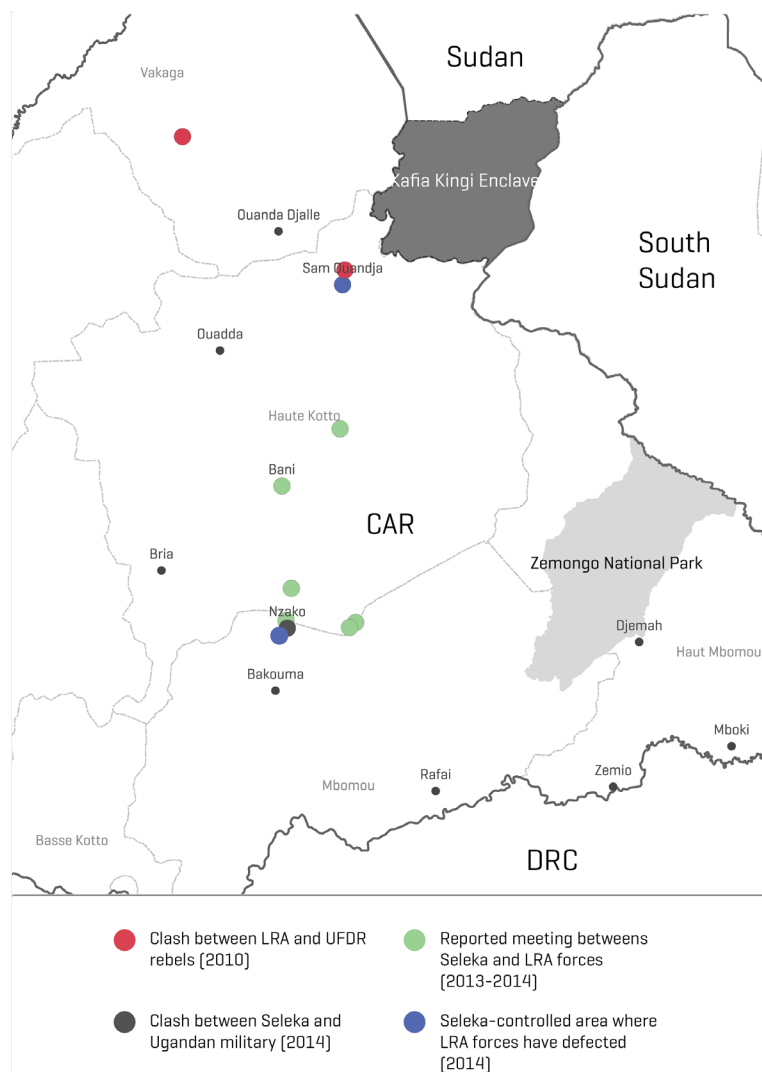 Sudan
Vakaga
Kafia Kingi Enclave
Ouanda Djalle
South
Sudan
Sam Ouandja
Ouadda
Haute Kotto
Bani
CAR
Bria
Zemongo National Park
Nzako
Djemah
Haut Mbomou
Bakouma
Mboki
Rafai
Zemio
Mbomou
Basse Kotto
DRC
Clash between LRA and UFDR
rebels (2010)
Reported meeting betweens
Seleka and LRA forces
(2013-2014)
Clash between Seleka and
Ugandan military (2014)
Seleka-controlled area where
LRA forces have defected
(2014)